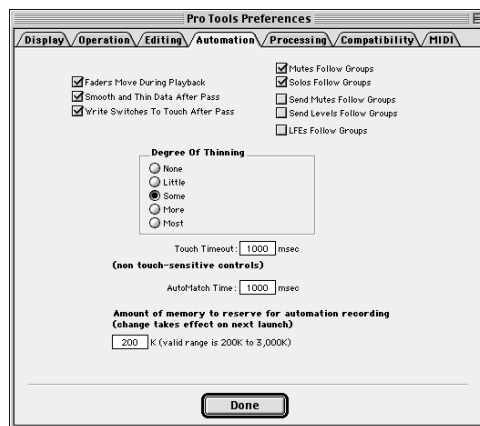 Pro Tools Preferences
Display Operation Editing Automation Processing Compatibility MIDI
Faders Move During Playback
Smooth and Thin Data After Pass
Write Switches To Touch After Pass
Mutes Follow Groups
Solos Follow Groups
Send Mutes Follow Groups
Send Levels Follow Groups
LFEs Follow Groups
Degree Of Thinning
None
Little
Some
More
Most
Touch Timeout: 1000 msec
(non touch-sensitive controls)
AutoMatch Time: 1000 msec
Amount of memory to reserve for automation recording
(change takes effect on next launch)
200 K (valid range is 200K to 3,000K)
Done